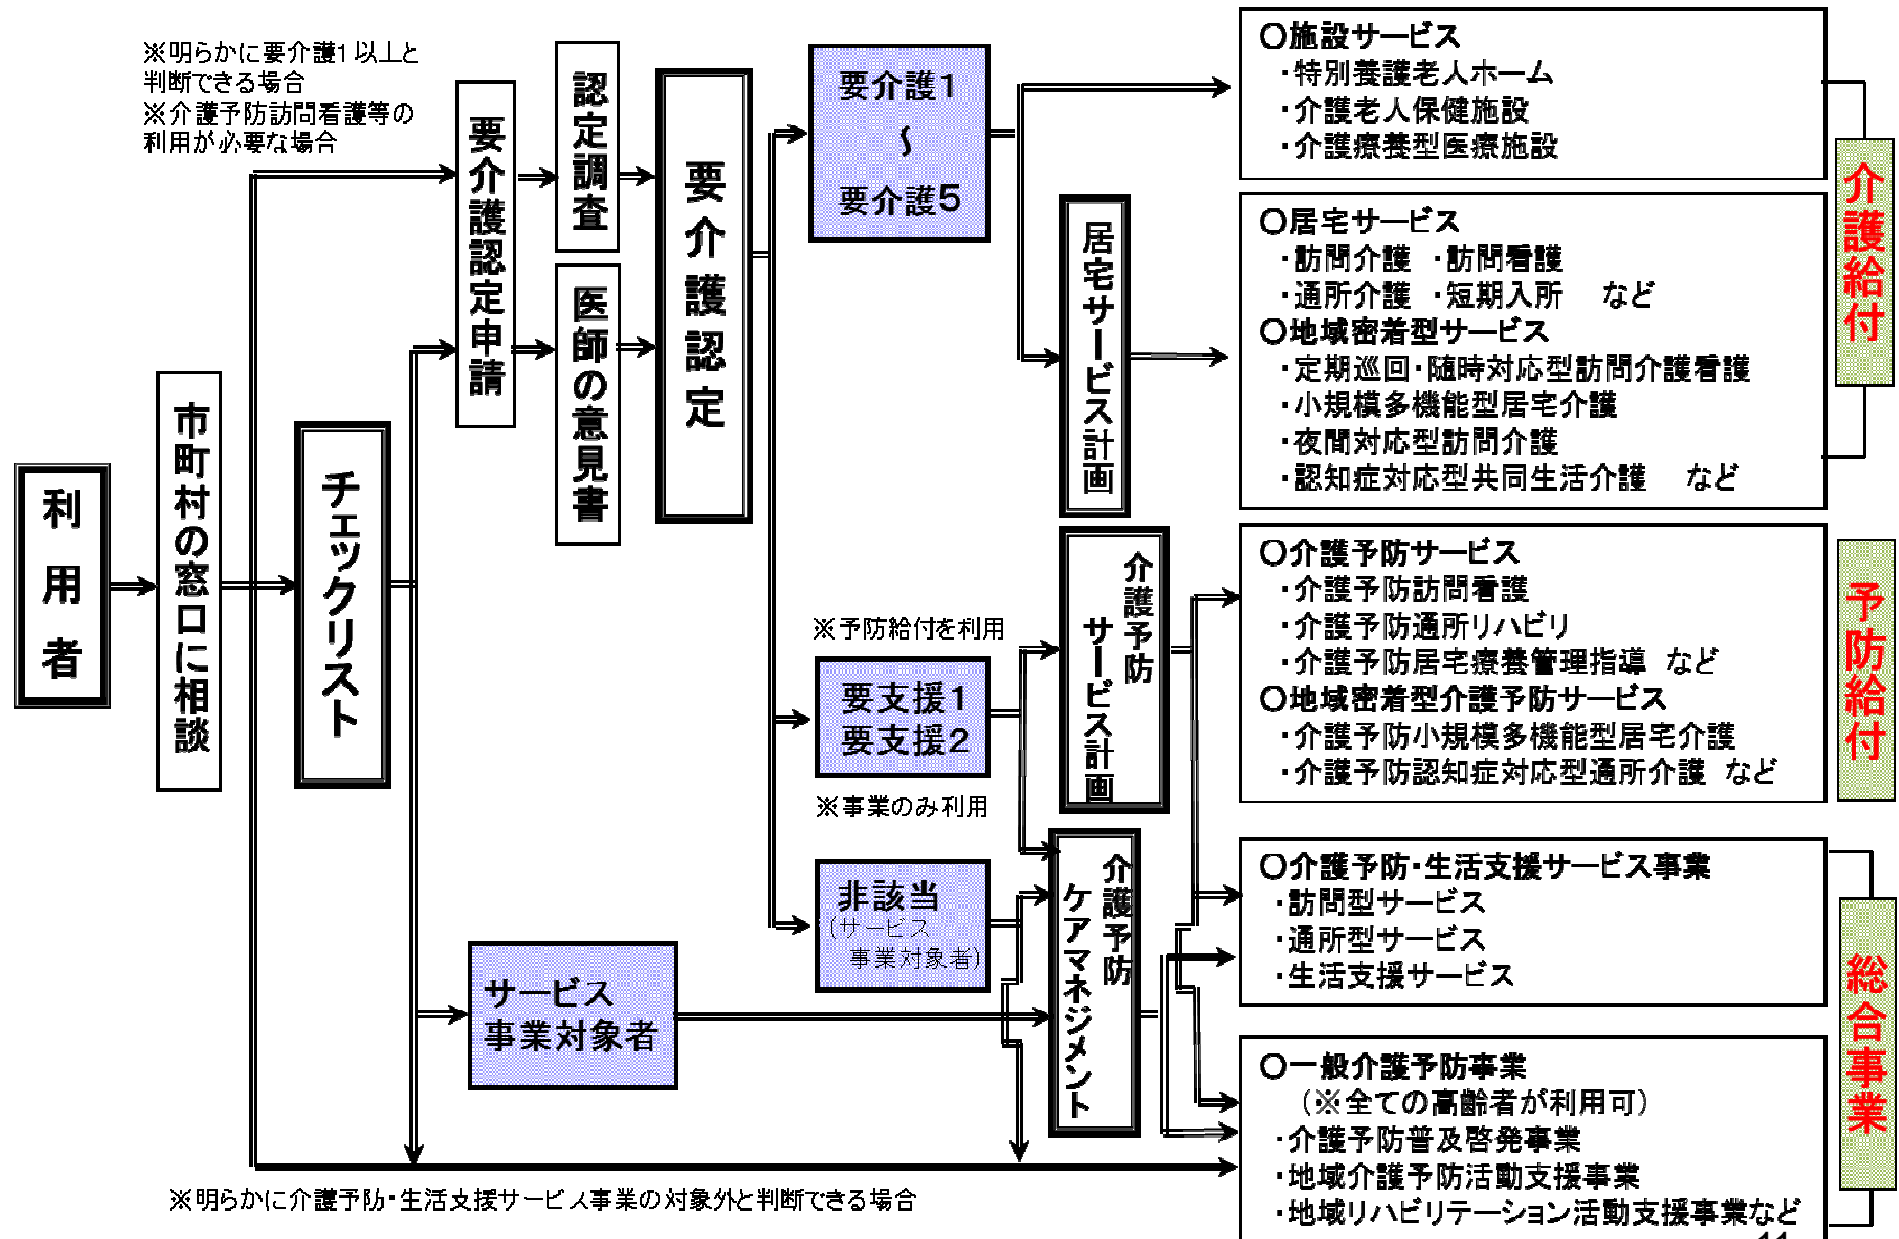 ※明らかに要介護1以上と
判断できる場合
※介護予防訪問看護等の
利用が必要な場合
利用者
市町村の窓口に相談
チェックリスト
要介護認定申請
認定調査
医師の意見書
要介護認定
要介護1
～
要介護5
※予防給付を利用
要支援1
要支援2
※事業のみ利用
非該当
(サービス
事業対象者)
サービス
事業対象者
居宅サービス計画
介護予防
サービス計画
介護予防
ケアマネジメント
○施設サービス
・特別養護老人ホーム
・介護老人保健施設
・介護療養型医療施設
○居宅サービス
・訪問介護 ・訪問看護
・通所介護 ・短期入所 など
○地域密着型サービス
・定期巡回・随時対応型訪問介護看護
・小規模多機能型居宅介護
・夜間対応型訪問介護
・認知症対応型共同生活介護 など
介護給付
○介護予防サービス
・介護予防訪問看護
・介護予防通所リハビリ
・介護予防居宅療養管理指導 など
○地域密着型介護予防サービス
・介護予防小規模多機能型居宅介護
・介護予防認知症対応型通所介護 など
予防給付
○介護予防・生活支援サービス事業
・訪問型サービス
・通所型サービス
・生活支援サービス
○一般介護予防事業
(※全ての高齢者が利用可)
・介護予防普及啓発事業
・地域介護予防活動支援事業
・地域リハビリテーション活動支援事業など
総合事業
※明らかに介護予防・生活支援サービス事業の対象外と判断できる場合